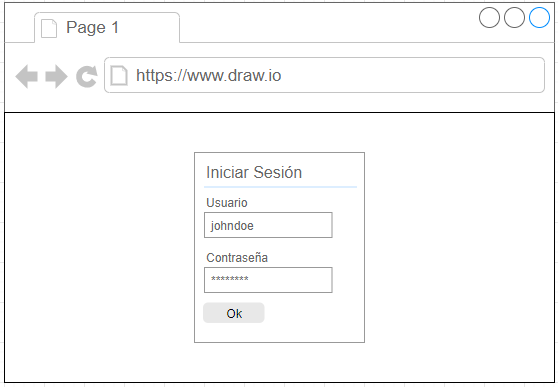 Page 1
https://www.draw.io
Iniciar Sesión
Usuario
johndoe
Contraseña
********
Ok